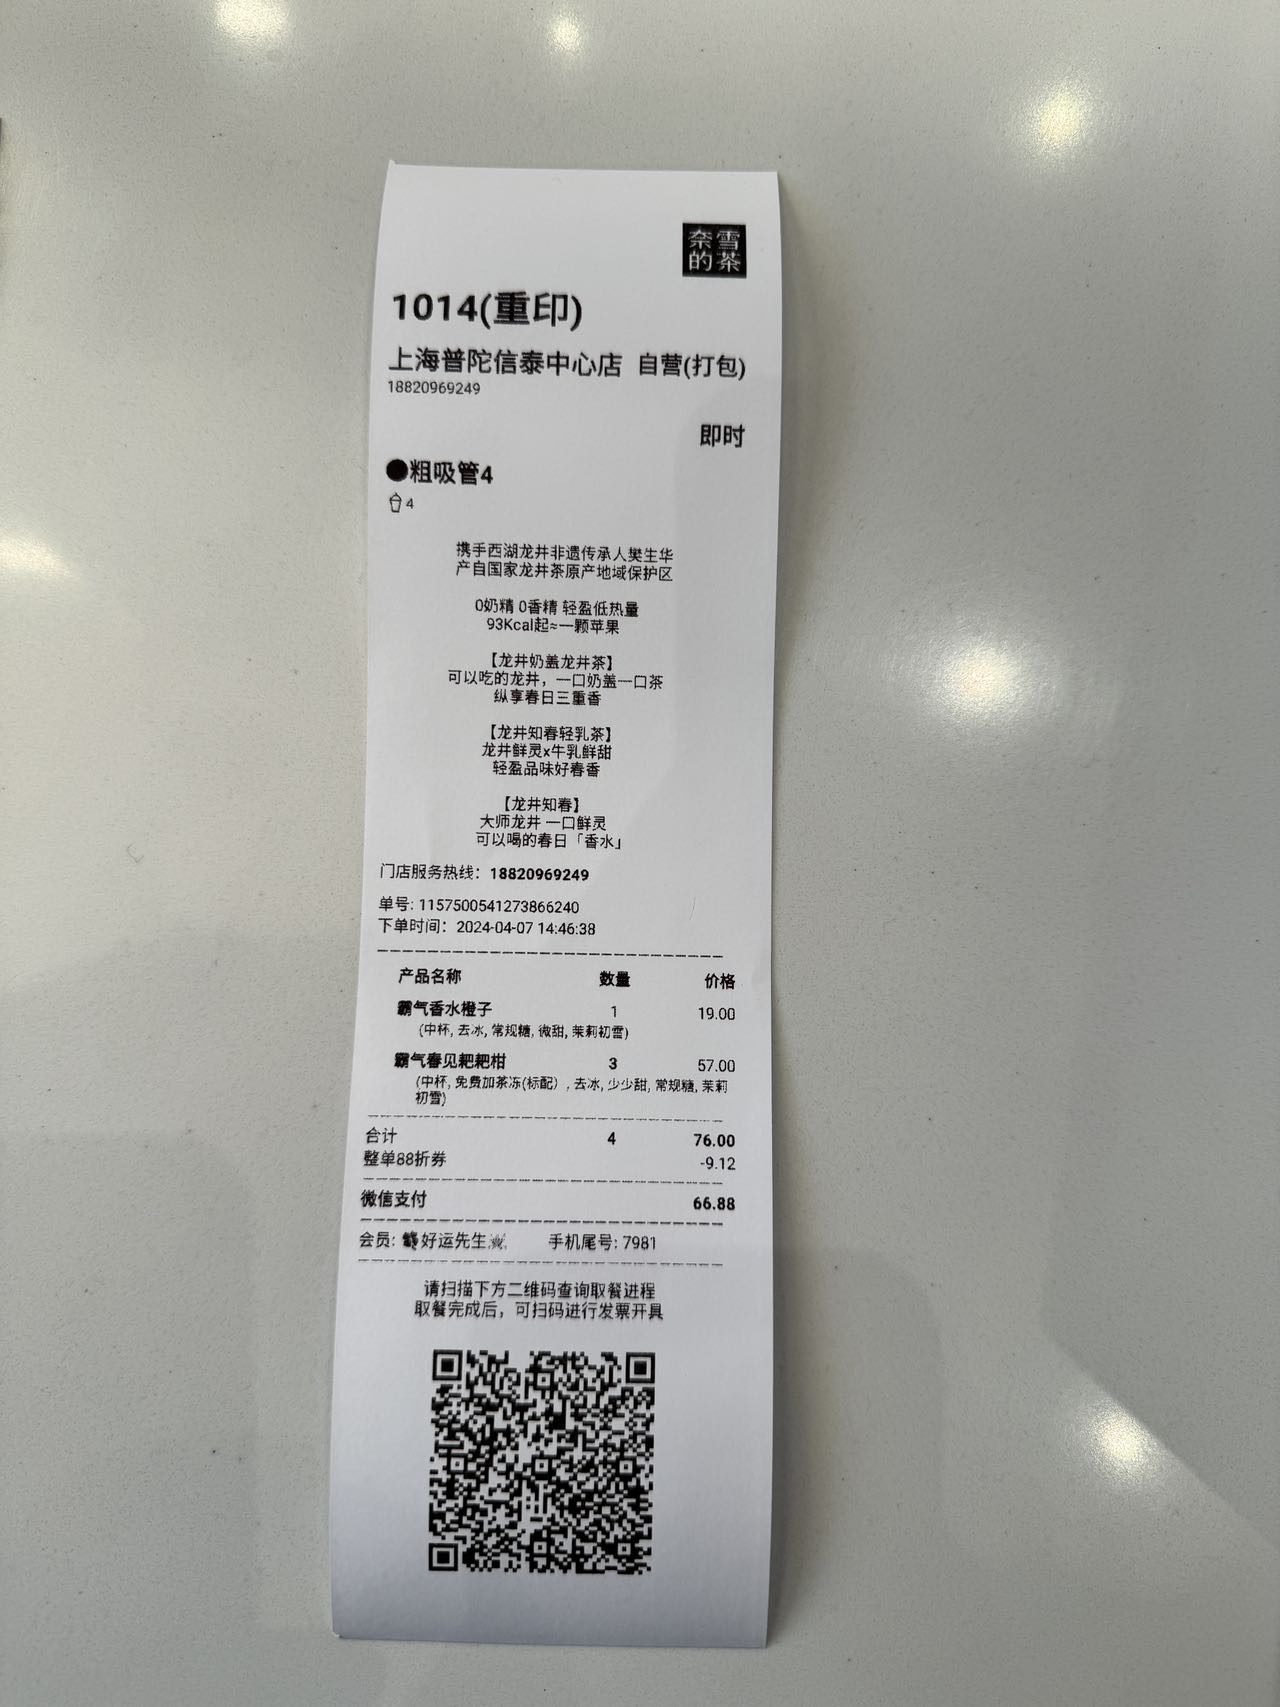 奈雪
的茶
1014(重印)
上海普陀信泰中心店 自营(打包)
18820969249
即时
●粗吸管4
4
携手西湖龙井非遗传承人樊生华
产自国家龙井茶原产地域保护区
0奶精 0香精 轻盈低热量
93Kcal起≈一颗苹果
【龙井奶盖龙井茶】
可以吃的龙井，一口奶盖一口茶
纵享春日三重香
【龙井知春轻乳茶】
龙井鲜灵x牛乳鲜甜
轻盈品味好春香
【龙井知春】
大师龙井 一口鲜灵
可以喝的春日「香水」
门店服务热线：18820969249
单号: 1157500541273866240
下单时间：2024-04-07 14:46:38
产品名称 数量 价格
霸气香水橙子 1 19.00
(中杯, 去冰, 常规糖, 微甜, 茉莉初雪)
霸气春见耙耙柑 3 57.00
(中杯, 免费加茶冻(标配）, 去冰, 少少甜, 常规糖, 茉莉
初雪)
合计 4 76.00
整单88折券 -9.12
微信支付 66.88
会员: 好运先生 手机尾号: 7981
请扫描下方二维码查询取餐进程
取餐完成后，可扫码进行发票开具